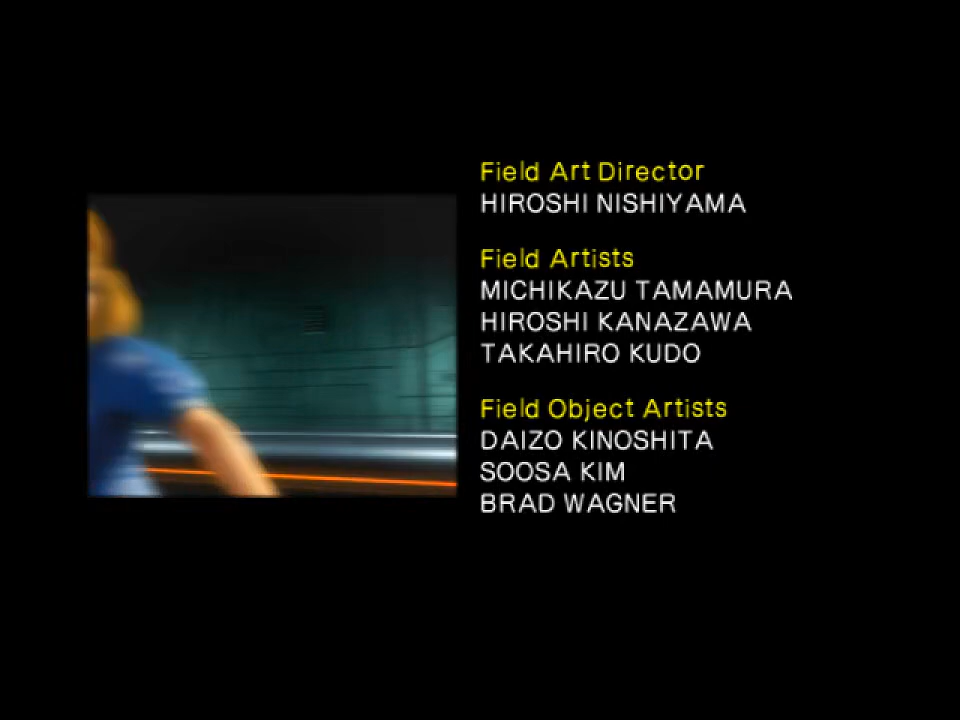 Field Art Director
HIROSHI NISHIYAMA
Field Artists
MICHIKAZU TAMAMURA
HIROSHI KANAZAWA
TAKAHIRO KUDO
Field Object Artists
DAIZO KINOSHITA
SOOSA KIM
BRAD WAGNER